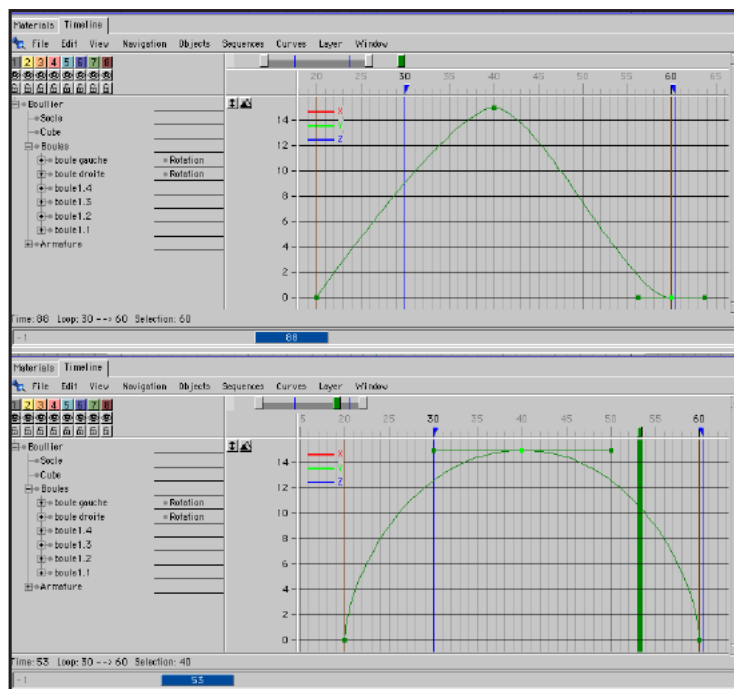 Materials Timeline
File Edit View Navigation Objects Sequences Curves Layer Window
1 2 3 4 5 6 7 8
20 25 30 35 40 45 50 55 60 65
Boullier
Socle
Cube
Boules
boule gauche Rotation
boule droite Rotation
boule1.4
boule1.3
boule1.2
boule1.1
Armature
X
Y
Z
14
12
10
8
6
4
2
0
Time: 88 Loop: 30 --> 60 Selection: 60
-1 88
Materials Timeline
File Edit View Navigation Objects Sequences Curves Layer Window
1 2 3 4 5 6 7 8
5 20 25 30 35 40 45 50 55 60
Boullier
Socle
Cube
Boules
boule gauche Rotation
boule droite Rotation
boule1.4
boule1.3
boule1.2
boule1.1
Armature
X
Y
Z
14
12
10
8
6
4
2
0
Time: 53 Loop: 30 --> 60 Selection: 40
-1 53